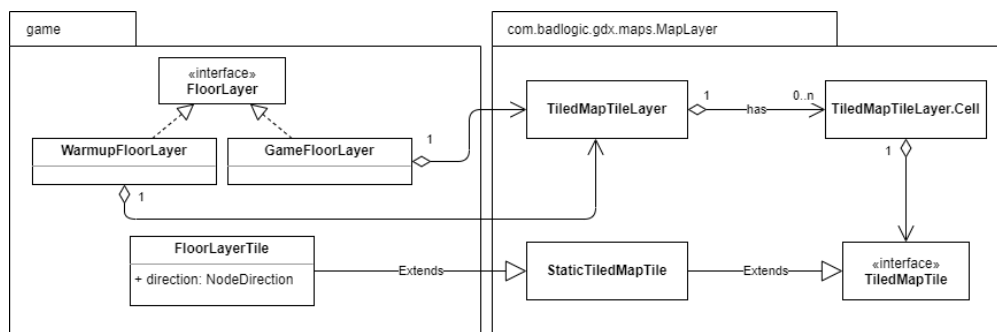 game
com.badlogic.gdx.maps.MapLayer
«interface»
FloorLayer
WarmupFloorLayer
GameFloorLayer
1
1
TiledMapTileLayer
1
has
0..n
TiledMapTileLayer.Cell
1
FloorLayerTile
+ direction: NodeDirection
Extends
StaticTiledMapTile
Extends
«interface»
TiledMapTile